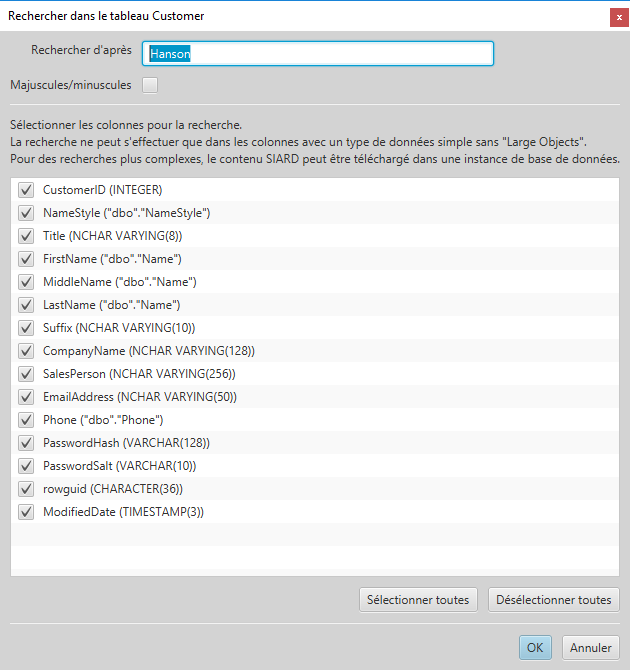 Rechercher dans le tableau Customer
x
Rechercher d'après
Hanson
Majuscules/minuscules
Sélectionner les colonnes pour la recherche.
La recherche ne peut s'effectuer que dans les colonnes avec un type de données simple sans "Large Objects".
Pour des recherches plus complexes, le contenu SIARD peut être téléchargé dans une instance de base de données.
CustomerID (INTEGER)
NameStyle ("dbo"."NameStyle")
Title (NCHAR VARYING(8))
FirstName ("dbo"."Name")
MiddleName ("dbo"."Name")
LastName ("dbo"."Name")
Suffix (NCHAR VARYING(10))
CompanyName (NCHAR VARYING(128))
SalesPerson (NCHAR VARYING(256))
EmailAddress (NCHAR VARYING(50))
Phone ("dbo"."Phone")
PasswordHash (VARCHAR(128))
PasswordSalt (VARCHAR(10))
rowguid (CHARACTER(36))
ModifiedDate (TIMESTAMP(3))
Sélectionner toutes
Désélectionner toutes
OK
Annuler